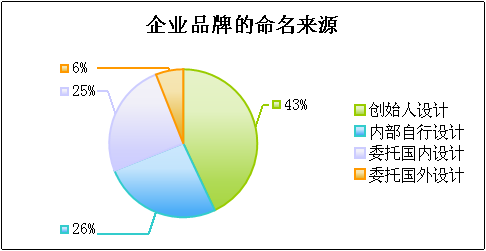 企业品牌的命名来源
6%
25%
43%
26%
创始人设计
内部自行设计
委托国内设计
委托国外设计